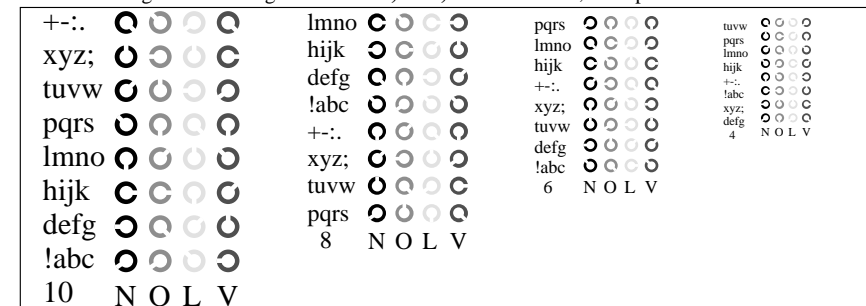 +-:.
xyz;
tuvw
pqrs
lmno
hijk
defg
!abc
10 N O L V
lmno
hijk
defg
!abc
+-:.
xyz;
tuvw
pqrs
8 N O L V
pqrs
lmno
hijk
+-:.
xyz;
tuvw
defg
!abc
6 N O L V
tuvw
pqrs
lmno
hijk
+-:.
!abc
xyz;
defg
4 N O L V